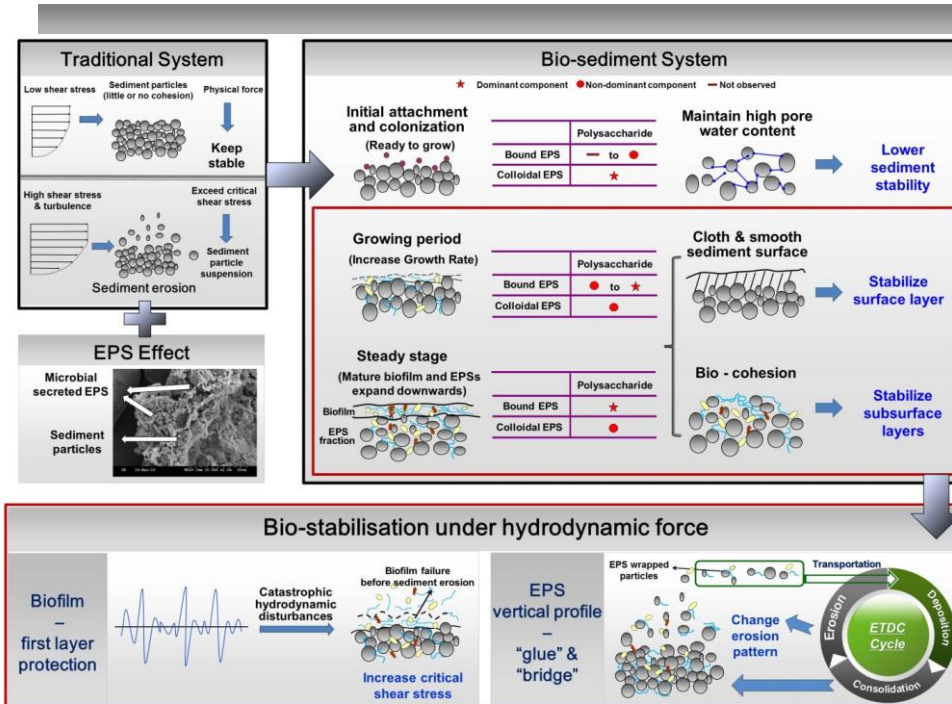 Traditional System
Low shear stress
Sediment particles
(little or no cohesion)
Physical force
Keep
stable
High shear stress
& turbulence
Exceed critical
shear stress
Sediment
particle
suspension
Sediment erosion
EPS Effect
Microbial
secreted EPS
Sediment
particles
Bio-sediment System
Dominant component
Non-dominant component
Not observed
Initial attachment
and colonization
(Ready to grow)
Polysaccharide
Bound EPS
to
Colloidal EPS
Maintain high pore
water content
Lower
sediment
stability
Growing period
(Increase Growth Rate)
Polysaccharide
Bound EPS
to
Colloidal EPS
Cloth & smooth
sediment surface
Stabilize
surface layer
Steady stage
(Mature biofilm and EPSs
expand downwards)
Biofilm
EPS
fraction
Polysaccharide
Bound EPS
Colloidal EPS
Bio - cohesion
Stabilize
subsurface
layers
Bio-stabilisation under hydrodynamic force
Biofilm
–
first layer
protection
Catastrophic
hydrodynamic
disturbances
Biofilm failure
before sediment erosion
Increase critical
shear stress
EPS
vertical profile
–
“glue” &
“bridge”
EPS wrapped
particles
Transportation
Change
erosion
pattern
Erosion
Deposition
Consolidation
ETDC
Cycle